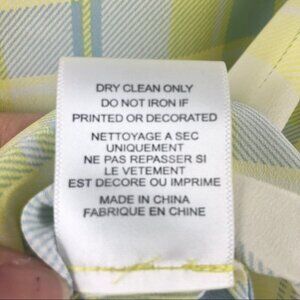 DRY CLEAN ONLY
DO NOT IRON IF
PRINTED OR DECORATED
NETTOYAGE A SEC
UNIQUEMENT
NE PAS REPASSER SI
LE VETEMENT
EST DECORE OU IMPRIME
MADE IN CHINA
FABRIQUE EN CHINE